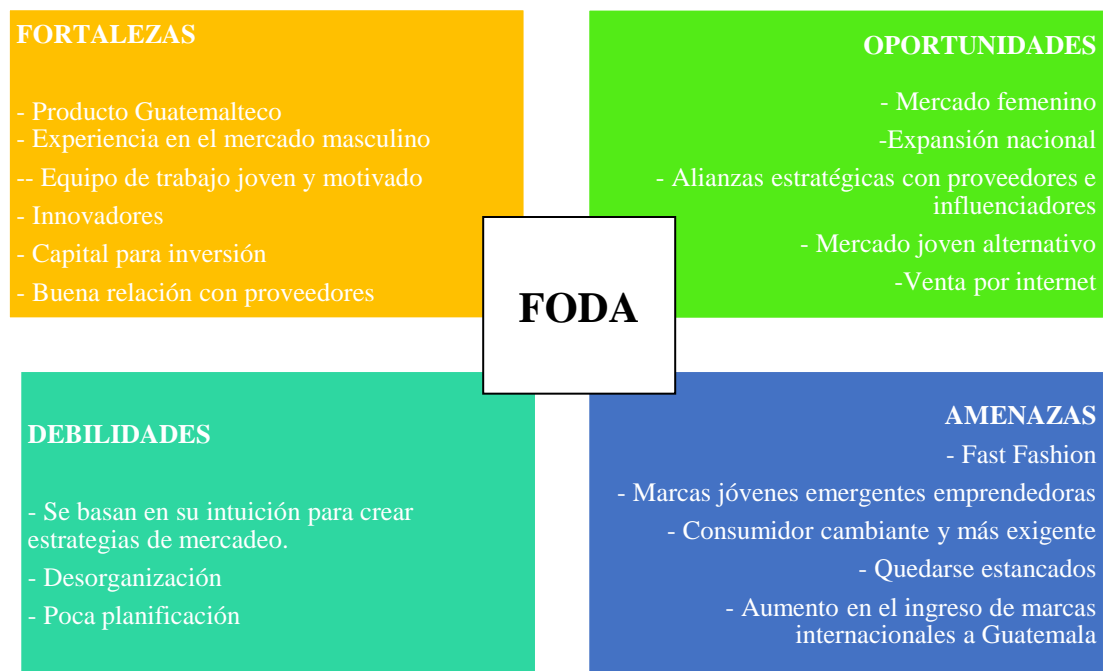 FORTALEZAS
- Producto Guatemalteco
- Experiencia en el mercado masculino
-- Equipo de trabajo joven y motivado
- Innovadores
- Capital para inversión
- Buena relación con proveedores
OPORTUNIDADES
- Mercado femenino
-Expansión nacional
- Alianzas estratégicas con proveedores e
influenciadores
- Mercado joven alternativo
-Venta por internet
FODA
DEBILIDADES
- Se basan en su intuición para crear
estrategias de mercadeo.
- Desorganización
- Poca planificación
AMENAZAS
- Fast Fashion
- Marcas jóvenes emergentes emprendedoras
- Consumidor cambiante y más exigente
- Quedarse estancados
- Aumento en el ingreso de marcas
internacionales a Guatemala